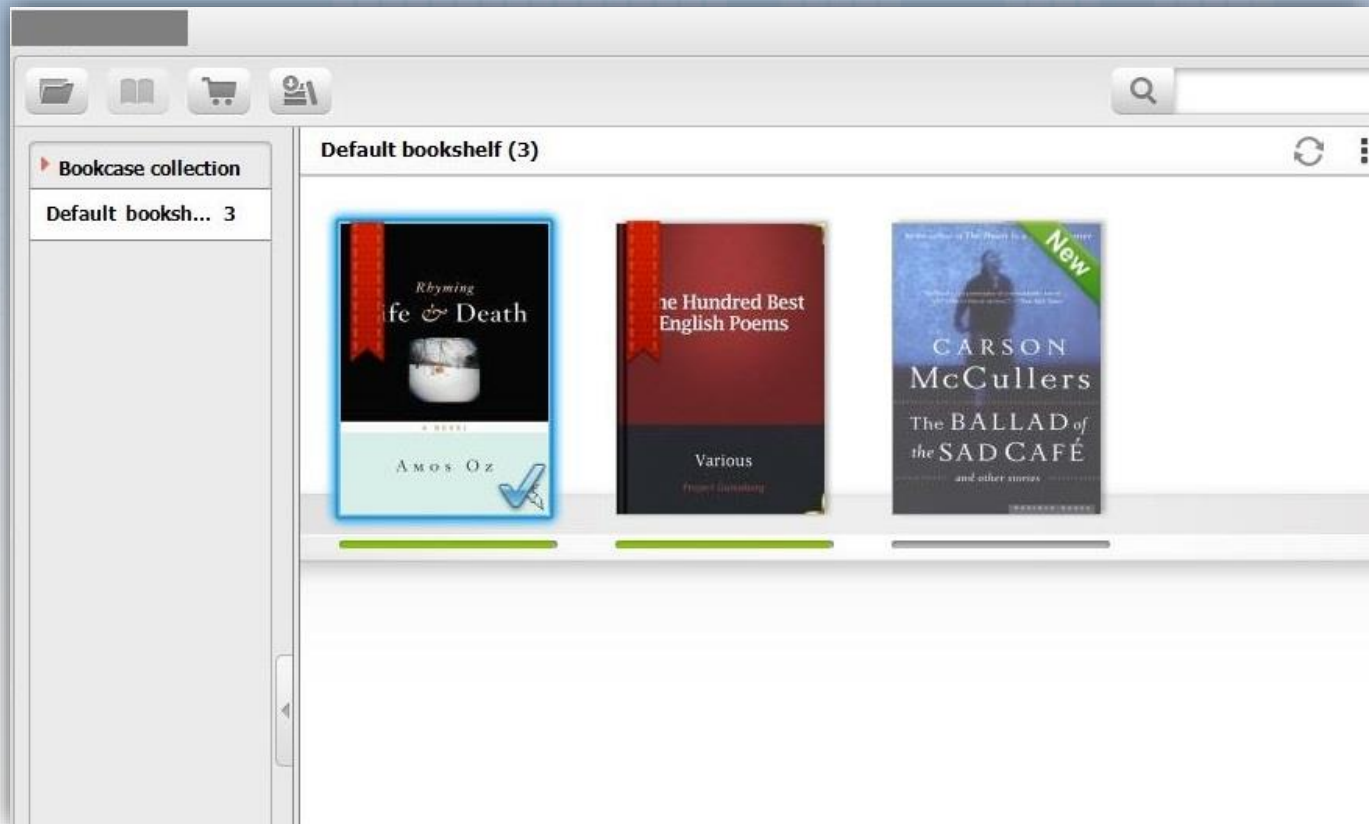 Bookcase collection
Default booksh... 3
Default bookshelf (3)
Rhyming
ife & Death
A NOVEL
AMOS OZ
he Hundred Best
English Poems
Various
Project Gutenberg
New
CARSON
McCullers
The BALLAD of
the SAD CAFÉ
and other stories